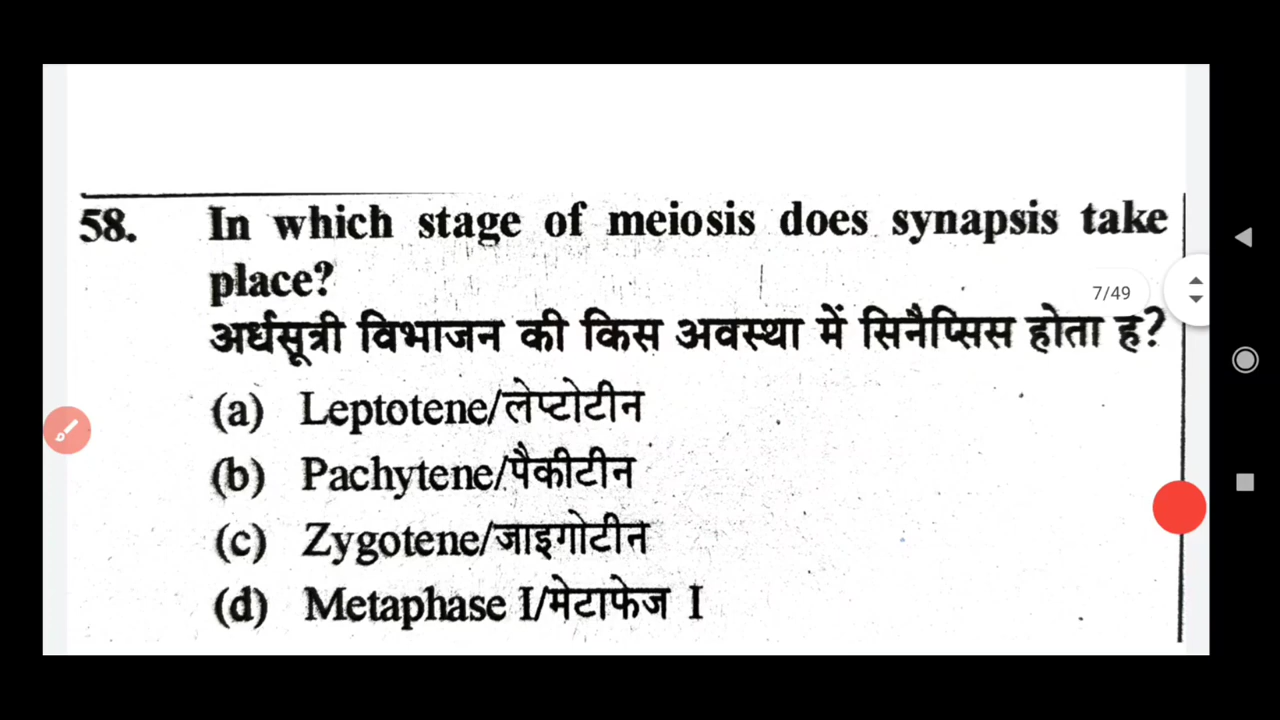 58. In which stage of meiosis does synapsis take
place?
7/49
अर्धसूत्री विभाजन की किस अवस्था में सिनैप्सिस होता ह?
(a) Leptotene/लेप्टोटीन
(b) Pachytene/पैकीटीन
(c) Zygotene/जाइगोटीन
(d) Metaphase I/मेटाफेज I